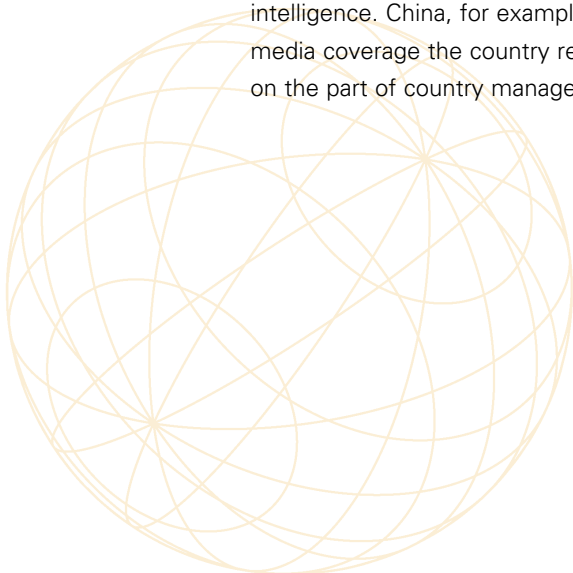 intelligence. China, for exampl
media coverage the country re
on the part of country manage